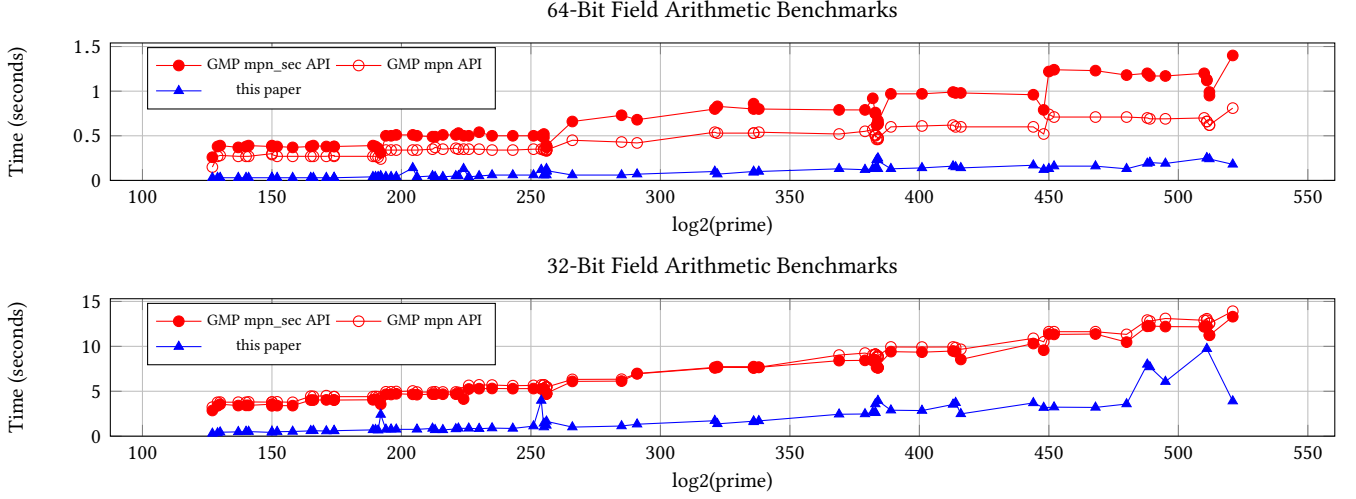 64-Bit Field Arithmetic Benchmarks
Time (seconds)
1.5
1
0.5
0
GMP mpn_sec API
GMP mpn API
this paper
100 150 200 250 300 350 400 450 500 550
log2(prime)
32-Bit Field Arithmetic Benchmarks
Time (seconds)
15
10
5
0
GMP mpn_sec API
GMP mpn API
this paper
100 150 200 250 300 350 400 450 500 550
log2(prime)